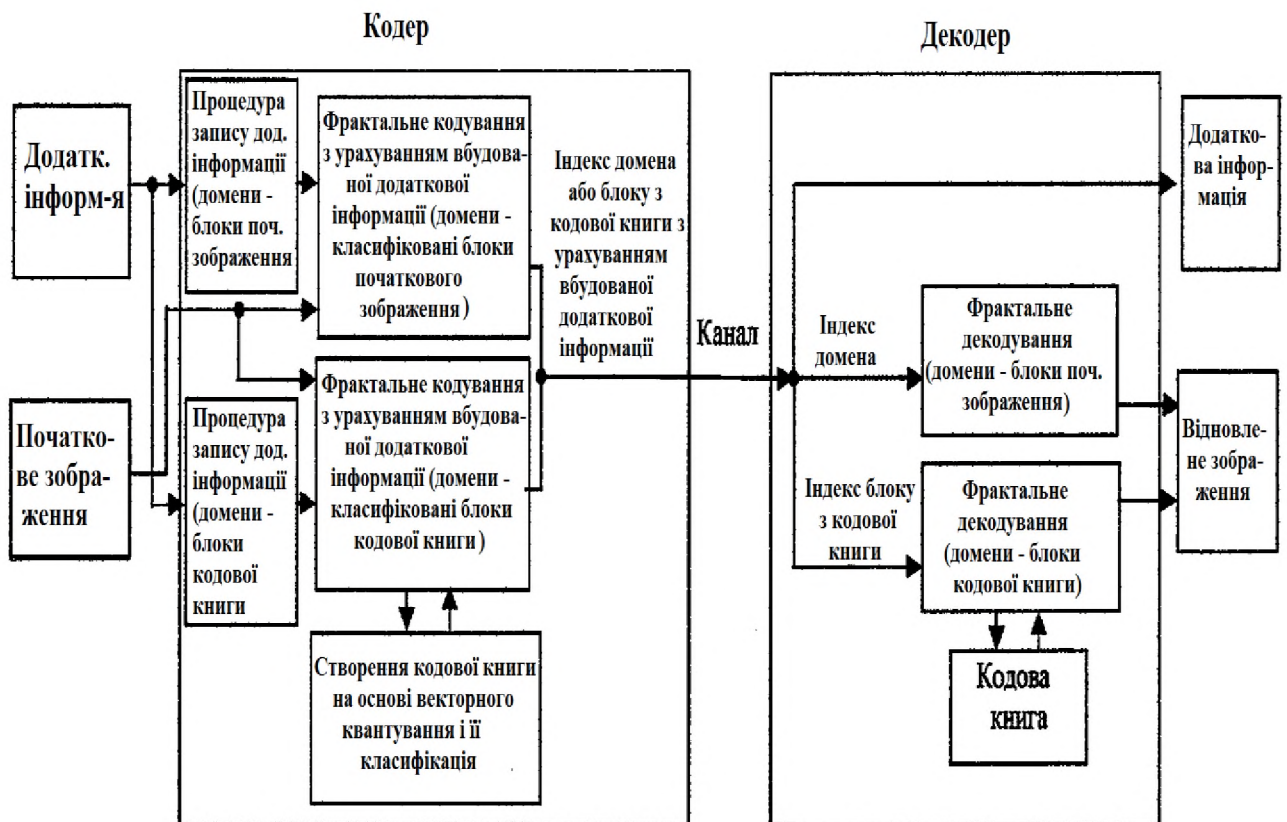 Кодер
Декодер
Додатк.
інформ-я
Початко-
ве зобра-
ження
Процедура
запису дод.
інформації
(домени -
блоки поч.
зображення
Фрактальне кодування
з урахуванням вбудова-
ної додаткової
інформації (домени -
класифіковані блоки
початкового
зображення )
Процедура
запису дод.
інформації
(домени -
блоки
кодової
книги
Фрактальне кодування
з урахуванням вбудова-
ної додаткової
інформації (домени -
класифіковані блоки
кодової книги)
Створення кодової книги
на основі векторного
квантування і її
класифікація
Індекс домена
або блоку з
кодової книги з
урахуванням
вбудованої
додаткової
інформації
Канал
Індекс
домена
Індекс блоку
з кодової
книги
Фрактальне
декодування
(домени - блоки поч.
зображення)
Фрактальне
декодування
(домени - блоки
кодової книги)
Кодова
книга
Додатко-
ва інфор-
мація
Відновле-
не зобра-
ження